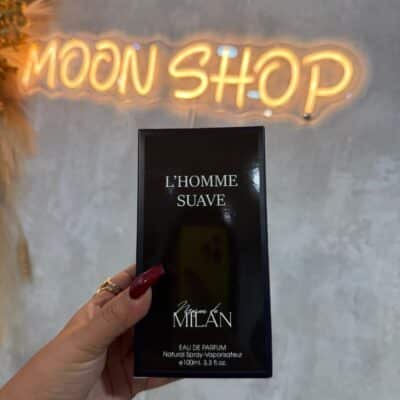 MOON SHOP
L'HOMME
SUAVE
MILAN
EAU DE PARFUM
Natural Spray-Vaporisateur
e100ml. 3.3 fl.oz.